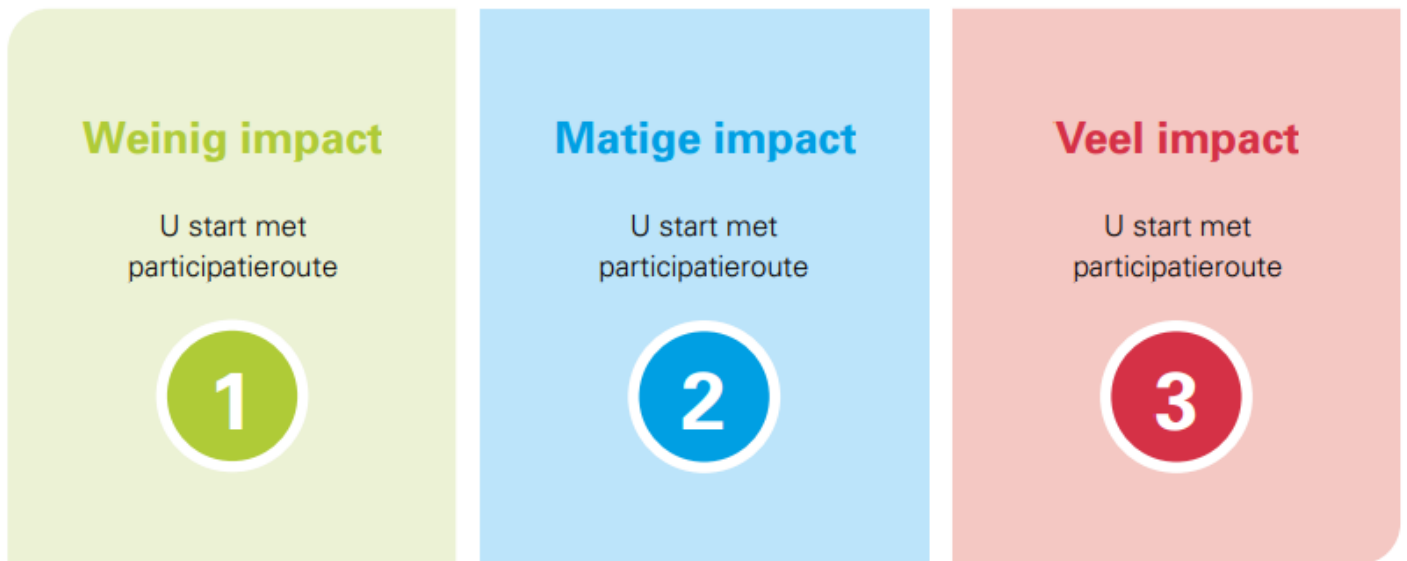 Weinig impact
U start met
participatieroute
1
Matige impact
U start met
participatieroute
2
Veel impact
U start met
participatieroute
3